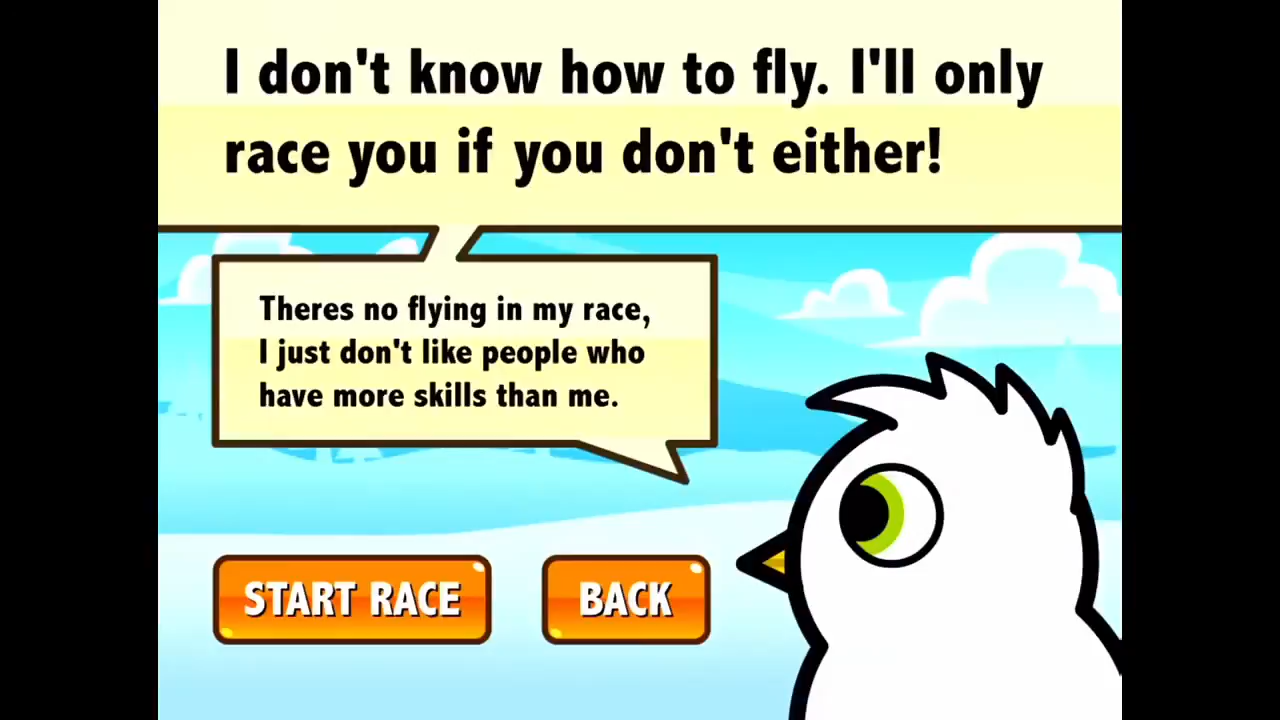 I don't know how to fly. I'll only
race you if you don't either!
Theres no flying in my race,
I just don't like people who
have more skills than me.
START RACE
BACK